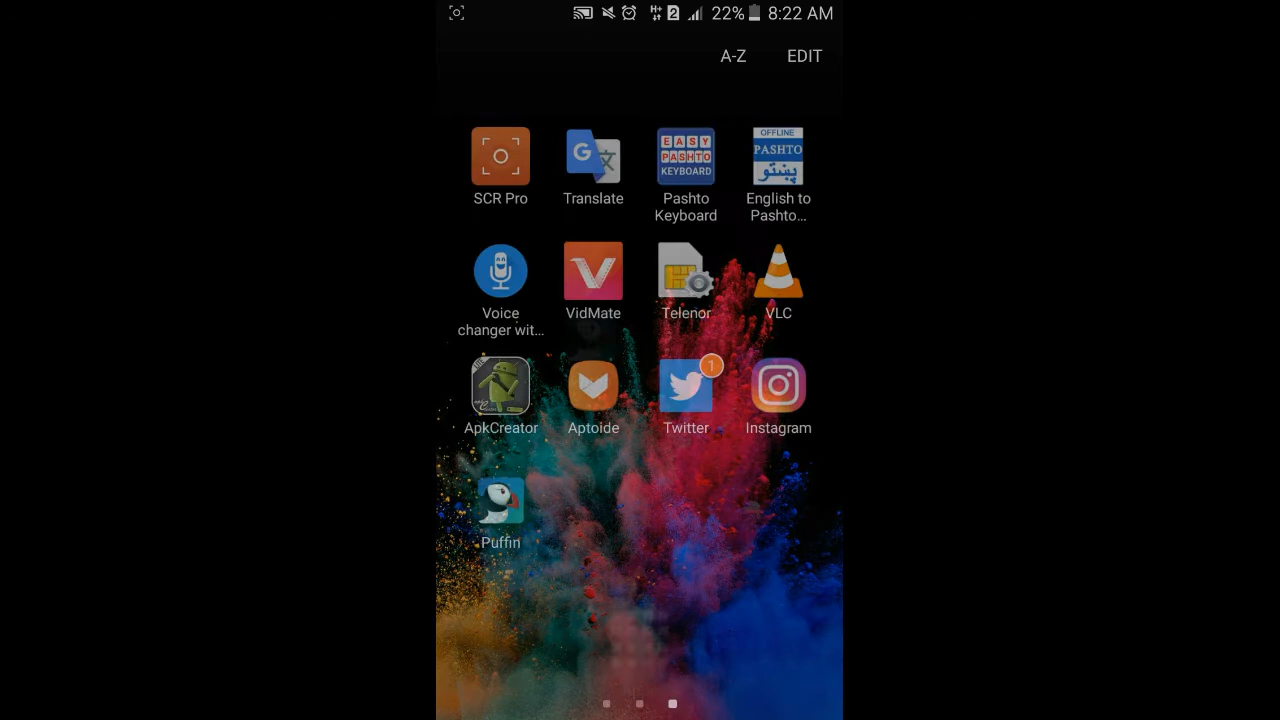 22% 8:22 AM
A-Z EDIT
EASY
PASHTO
KEYBOARD
OFFLINE
PASHTO
پښتو
SCR Pro Translate Pashto Keyboard English to Pashto...
Voice changer wit... VidMate Telenor VLC
1
ApkCreator Aptoide Twitter Instagram
Puffin